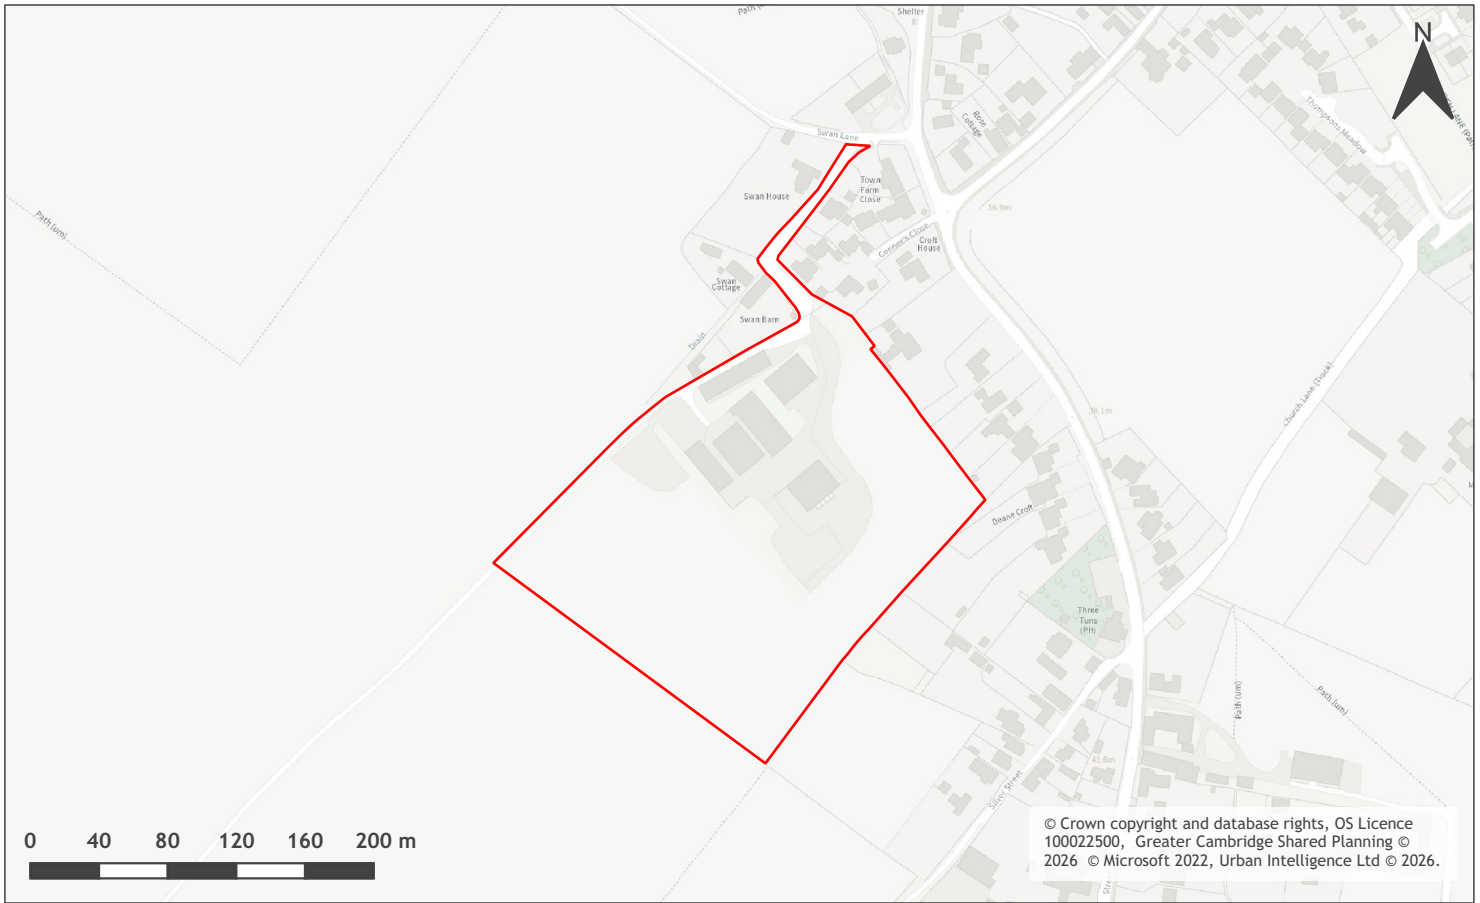 Path (um)
Shelter
N
Swan Lane
Rose
Cottage
Thompsons Meadow
Town
Farm
Close
Swan House
Path (um)
36.9m
Conner's Close
Croft
House
Swan
Cottage
Swan Barn
Drain
Church Lane (Track)
38.1m
Deane Croft
Three
Tuns
(PH)
Path (um)
Path (um)
41.6m
Silver Street
0 40 80 120 160 200 m
© Crown copyright and database rights, OS Licence
100022500, Greater Cambridge Shared Planning ©
2026 © Microsoft 2022, Urban Intelligence Ltd © 2026.